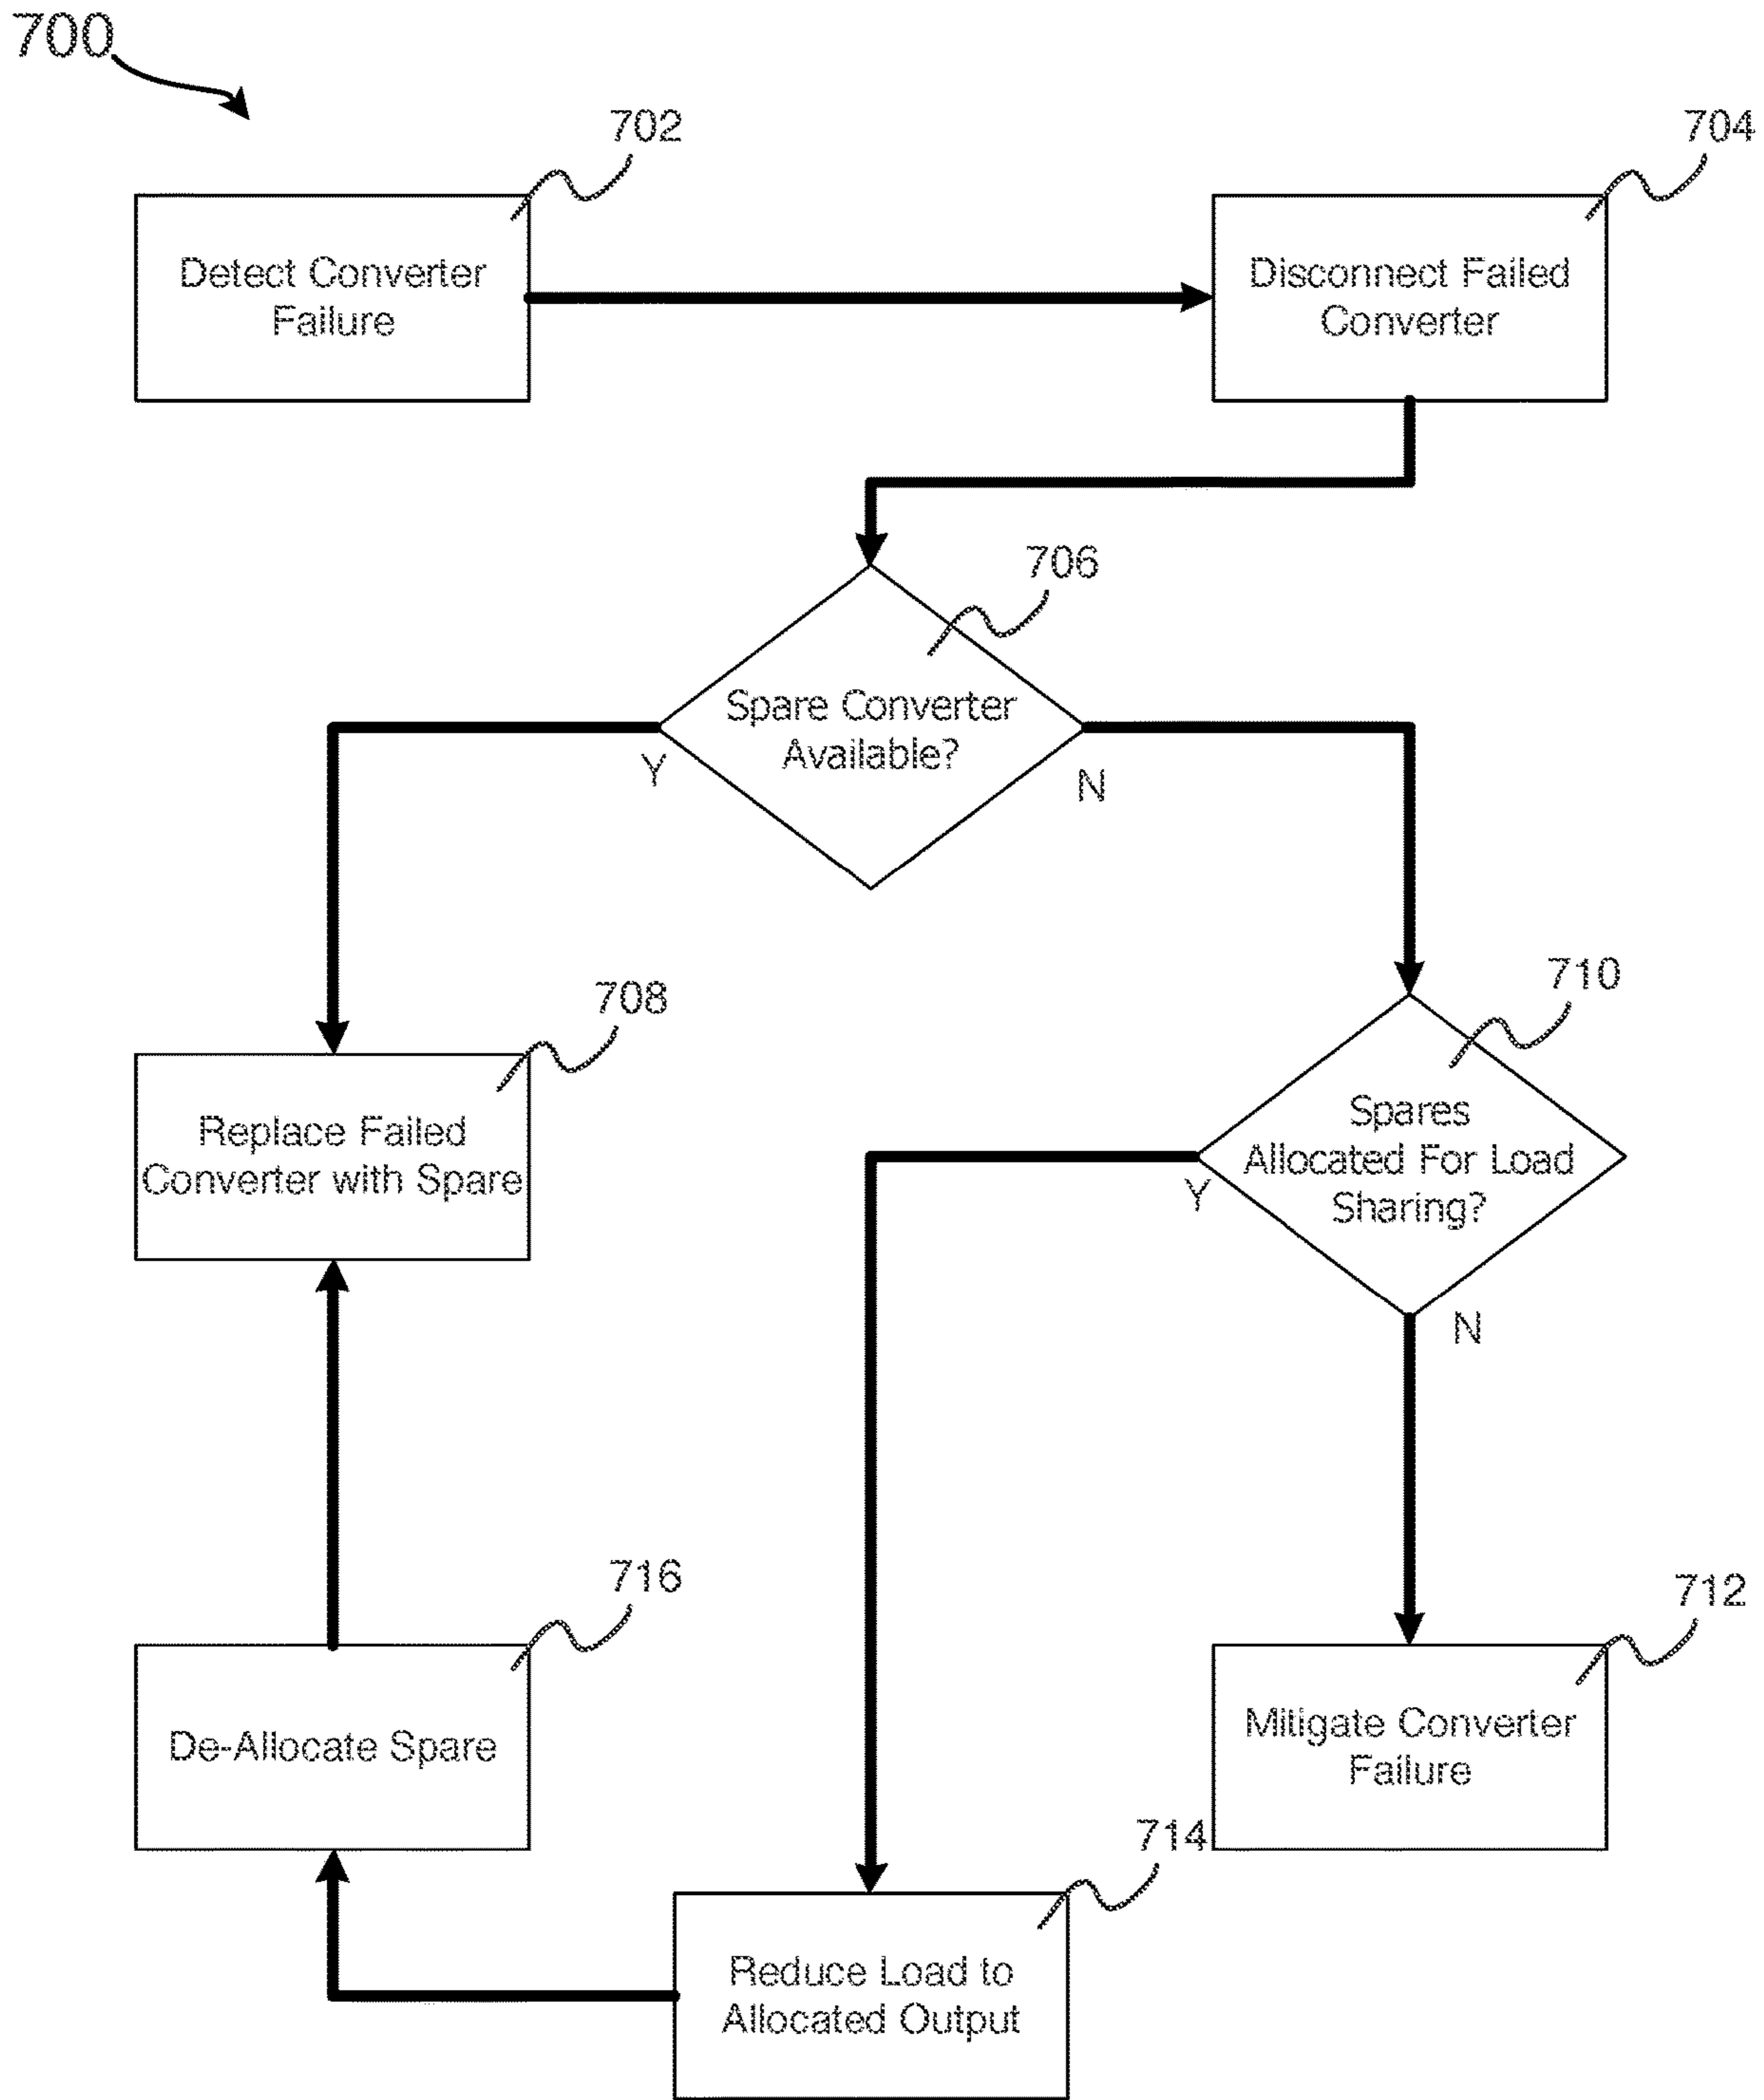 700
702
704
Detect Converter
Failure
Disconnect Failed
Converter
706
Spare Converter
Available?
Y
N
708
710
Replace Failed
Converter with Spare
Spares
Allocated For Load
Sharing?
Y
N
716
712
De-Allocate Spare
Mitigate Converter
Failure
714
Reduce Load to
Allocated Output